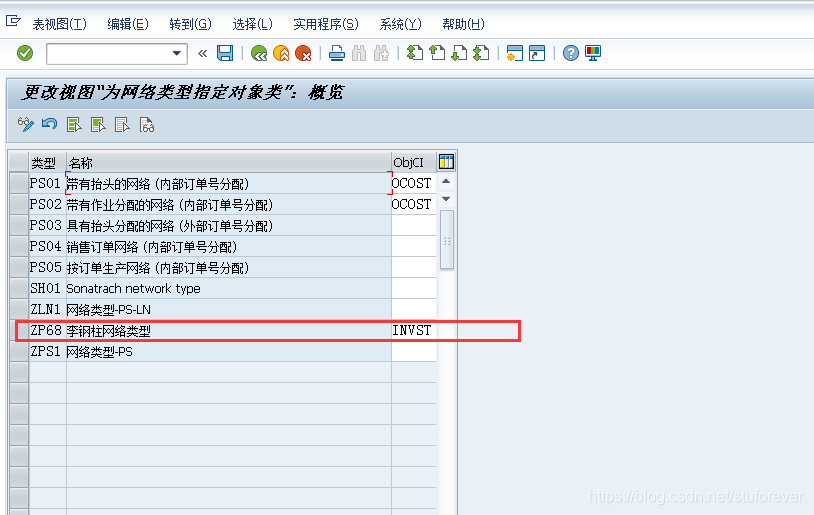 表视图(T) 编辑(E) 转到(G) 选择(L) 实用程序(S) 系统(Y) 帮助(H)
更改视图“为网络类型指定对象类”: 概览
类型 名称 ObjCl
PS01 带有抬头的网络 (内部订单号分配) OCOST
PS02 带有作业分配的网络 (内部订单号分配) OCOST
PS03 具有抬头分配的网络 (外部订单号分配)
PS04 销售订单网络 (内部订单号分配)
PS05 按订单生产网络 (内部订单号分配)
SH01 Sonatrach network type
ZLN1 网络类型-PS-LN
ZP68 李钢柱网络类型 INVST
ZPS1 网络类型-PS
https://blog.csdn.net/stuforever